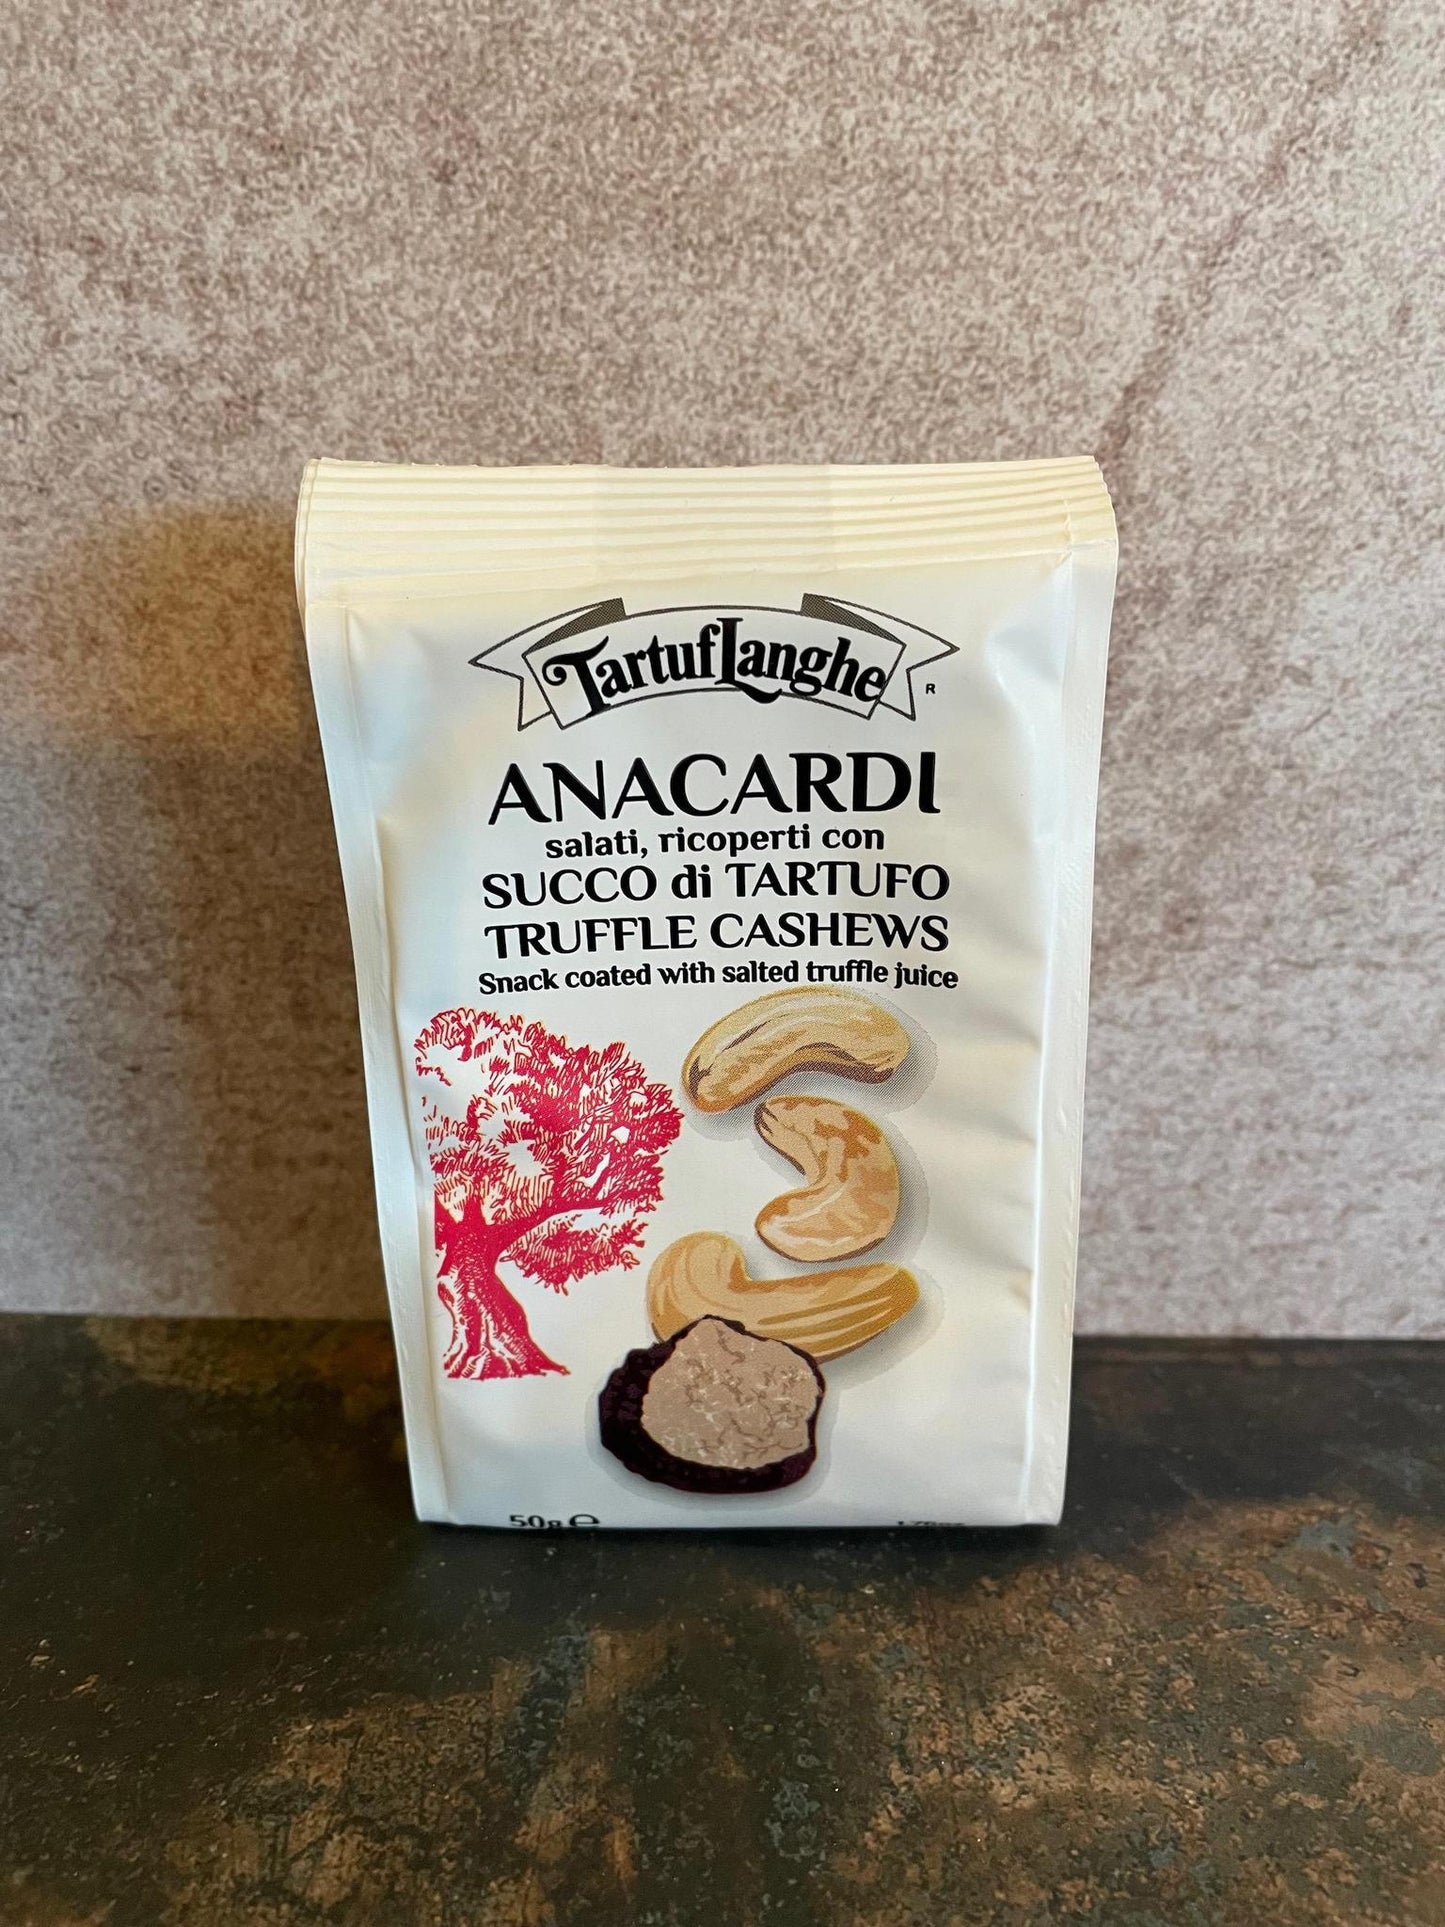 TartufLanghe
R
ANACARDI
salati, ricoperti con
SUCCO di TARTUFO
TRUFFLE CASHEWS
Snack coated with salted truffle juice
50g e